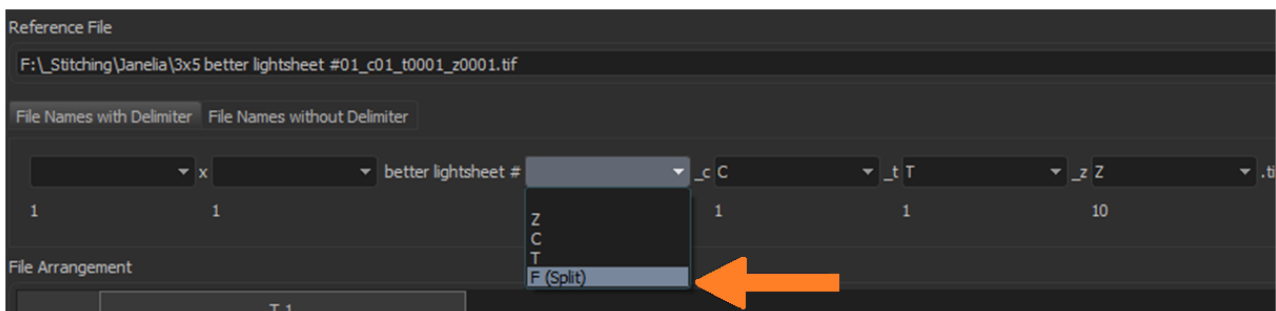 Reference File
F:\_Stitching\Janelia\3x5 better lightsheet #01_c01_t0001_z0001.tif
File Names with Delimiter File Names without Delimiter
x better lightsheet # _c C _t T _z Z .ti
1 1 1 1 10
Z
C
T
F (Split)
File Arrangement
T 1